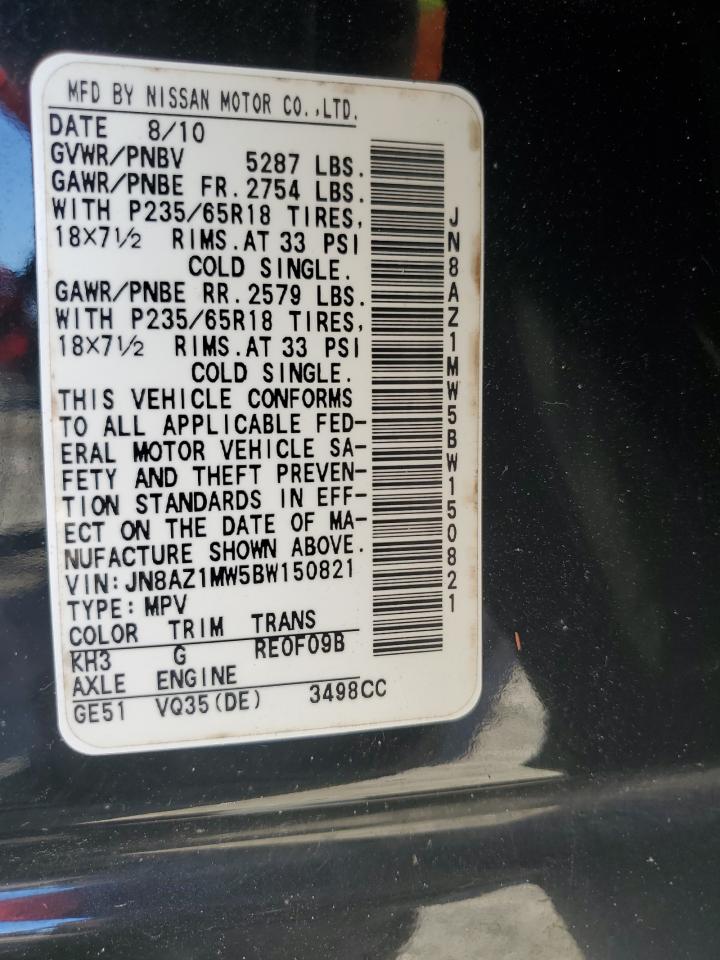 MFD BY NISSAN MOTOR CO.,LTD.
DATE 8/10
GVWR/PNBV 5287 LBS.
GAWR/PNBE FR. 2754 LBS.
WITH P235/65R18 TIRES,
18X7½ RIMS. AT 33 PSI
COLD SINGLE.
GAWR/PNBE RR. 2579 LBS.
WITH P235/65R18 TIRES,
18X7½ RIMS. AT 33 PSI
COLD SINGLE.
THIS VEHICLE CONFORMS
TO ALL APPLICABLE FED-
ERAL MOTOR VEHICLE SA-
FETY AND THEFT PREVEN-
TION STANDARDS IN EFF-
ECT ON THE DATE OF MA-
NUFACTURE SHOWN ABOVE.
VIN: JN8AZ1MW5BW150821
TYPE: MPV
COLOR TRIM TRANS
KH3 G RE0F09B
AXLE ENGINE
GE51 VQ35(DE) 3498CC
JN8AZ1MW5BW150821